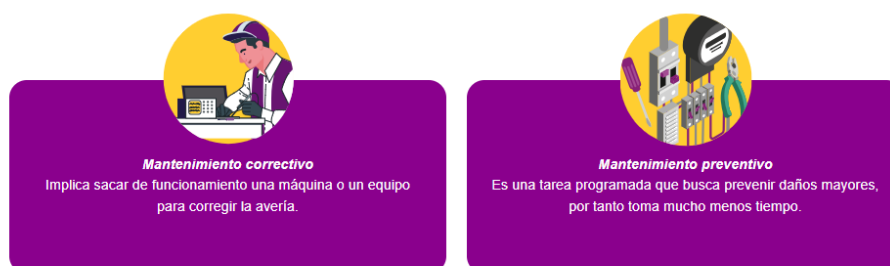 Mantenimiento correctivo
Implica sacar de funcionamiento una máquina o un equipo
para corregir la avería.
Mantenimiento preventivo
Es una tarea programada que busca prevenir daños mayores,
por tanto toma mucho menos tiempo.